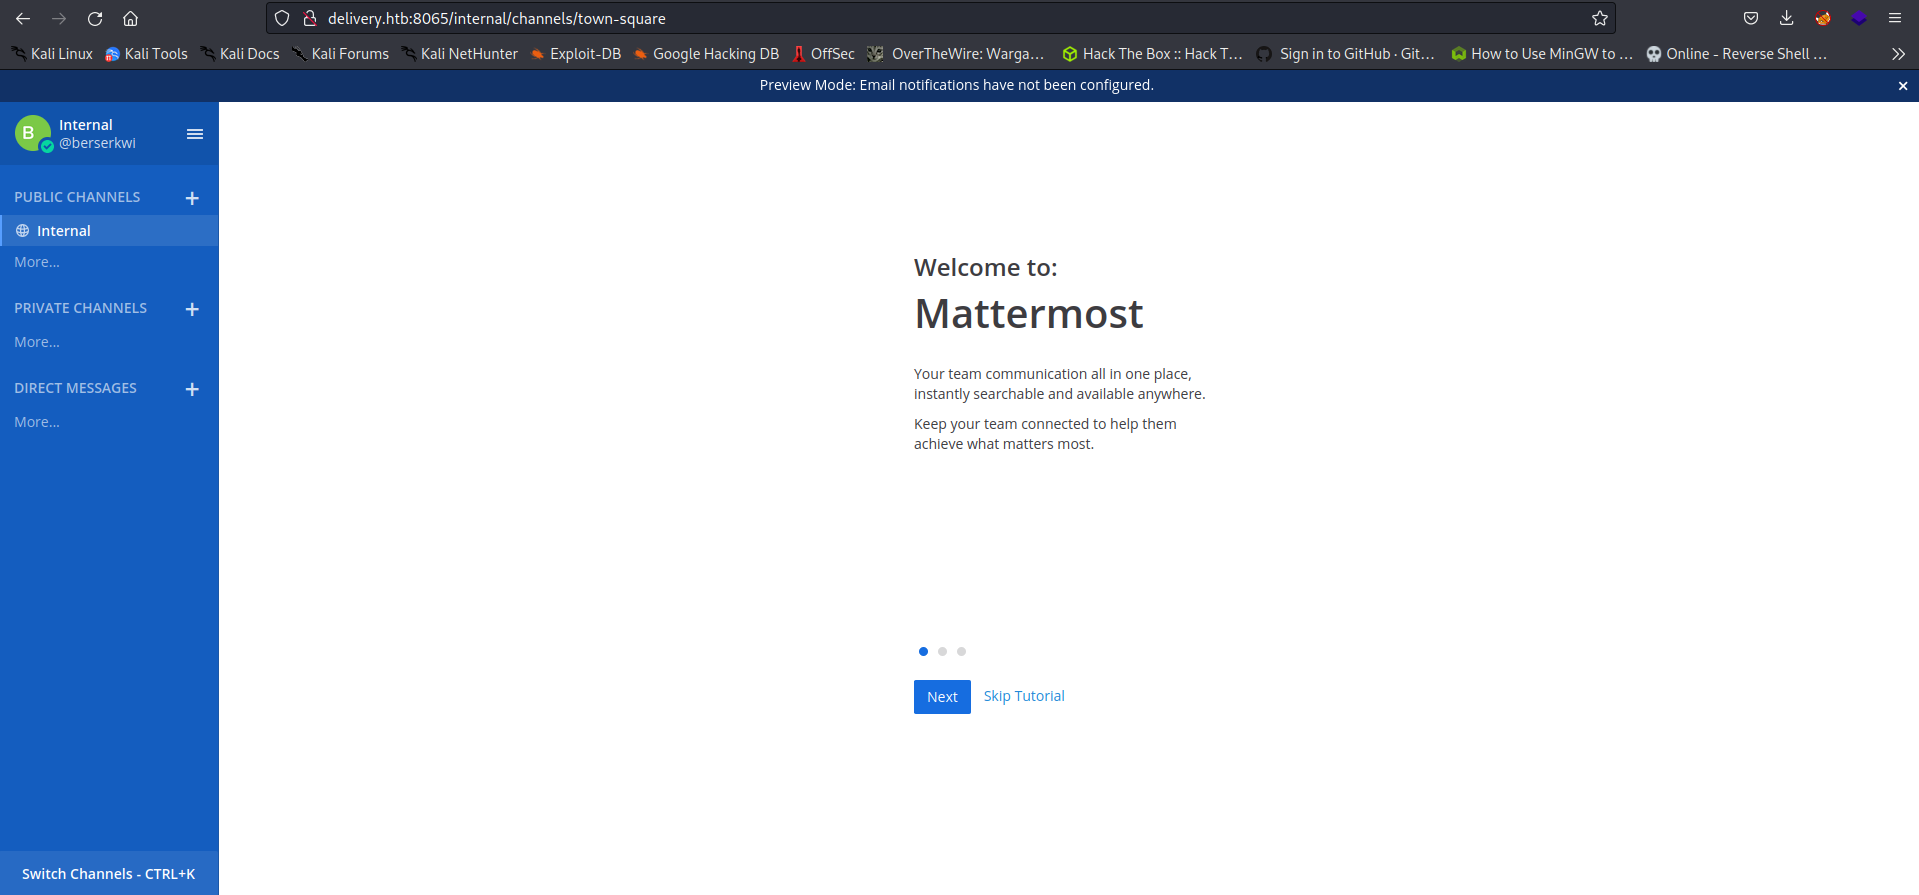 delivery.htb:8065/internal/channels/town-square
Kali Linux Kali Tools Kali Docs Kali Forums Kali NetHunter Exploit-DB Google Hacking DB OffSec OverTheWire: Warga... Hack The Box :: Hack T... Sign in to GitHub · Git... How to Use MinGW to ... Online - Reverse Shell ...
Preview Mode: Email notifications have not been configured.
B
Internal
@berserkwi
PUBLIC CHANNELS
Internal
More...
PRIVATE CHANNELS
More...
DIRECT MESSAGES
More...
Switch Channels - CTRL+K
Welcome to:
Mattermost
Your team communication all in one place,
instantly searchable and available anywhere.
Keep your team connected to help them
achieve what matters most.
Next Skip Tutorial